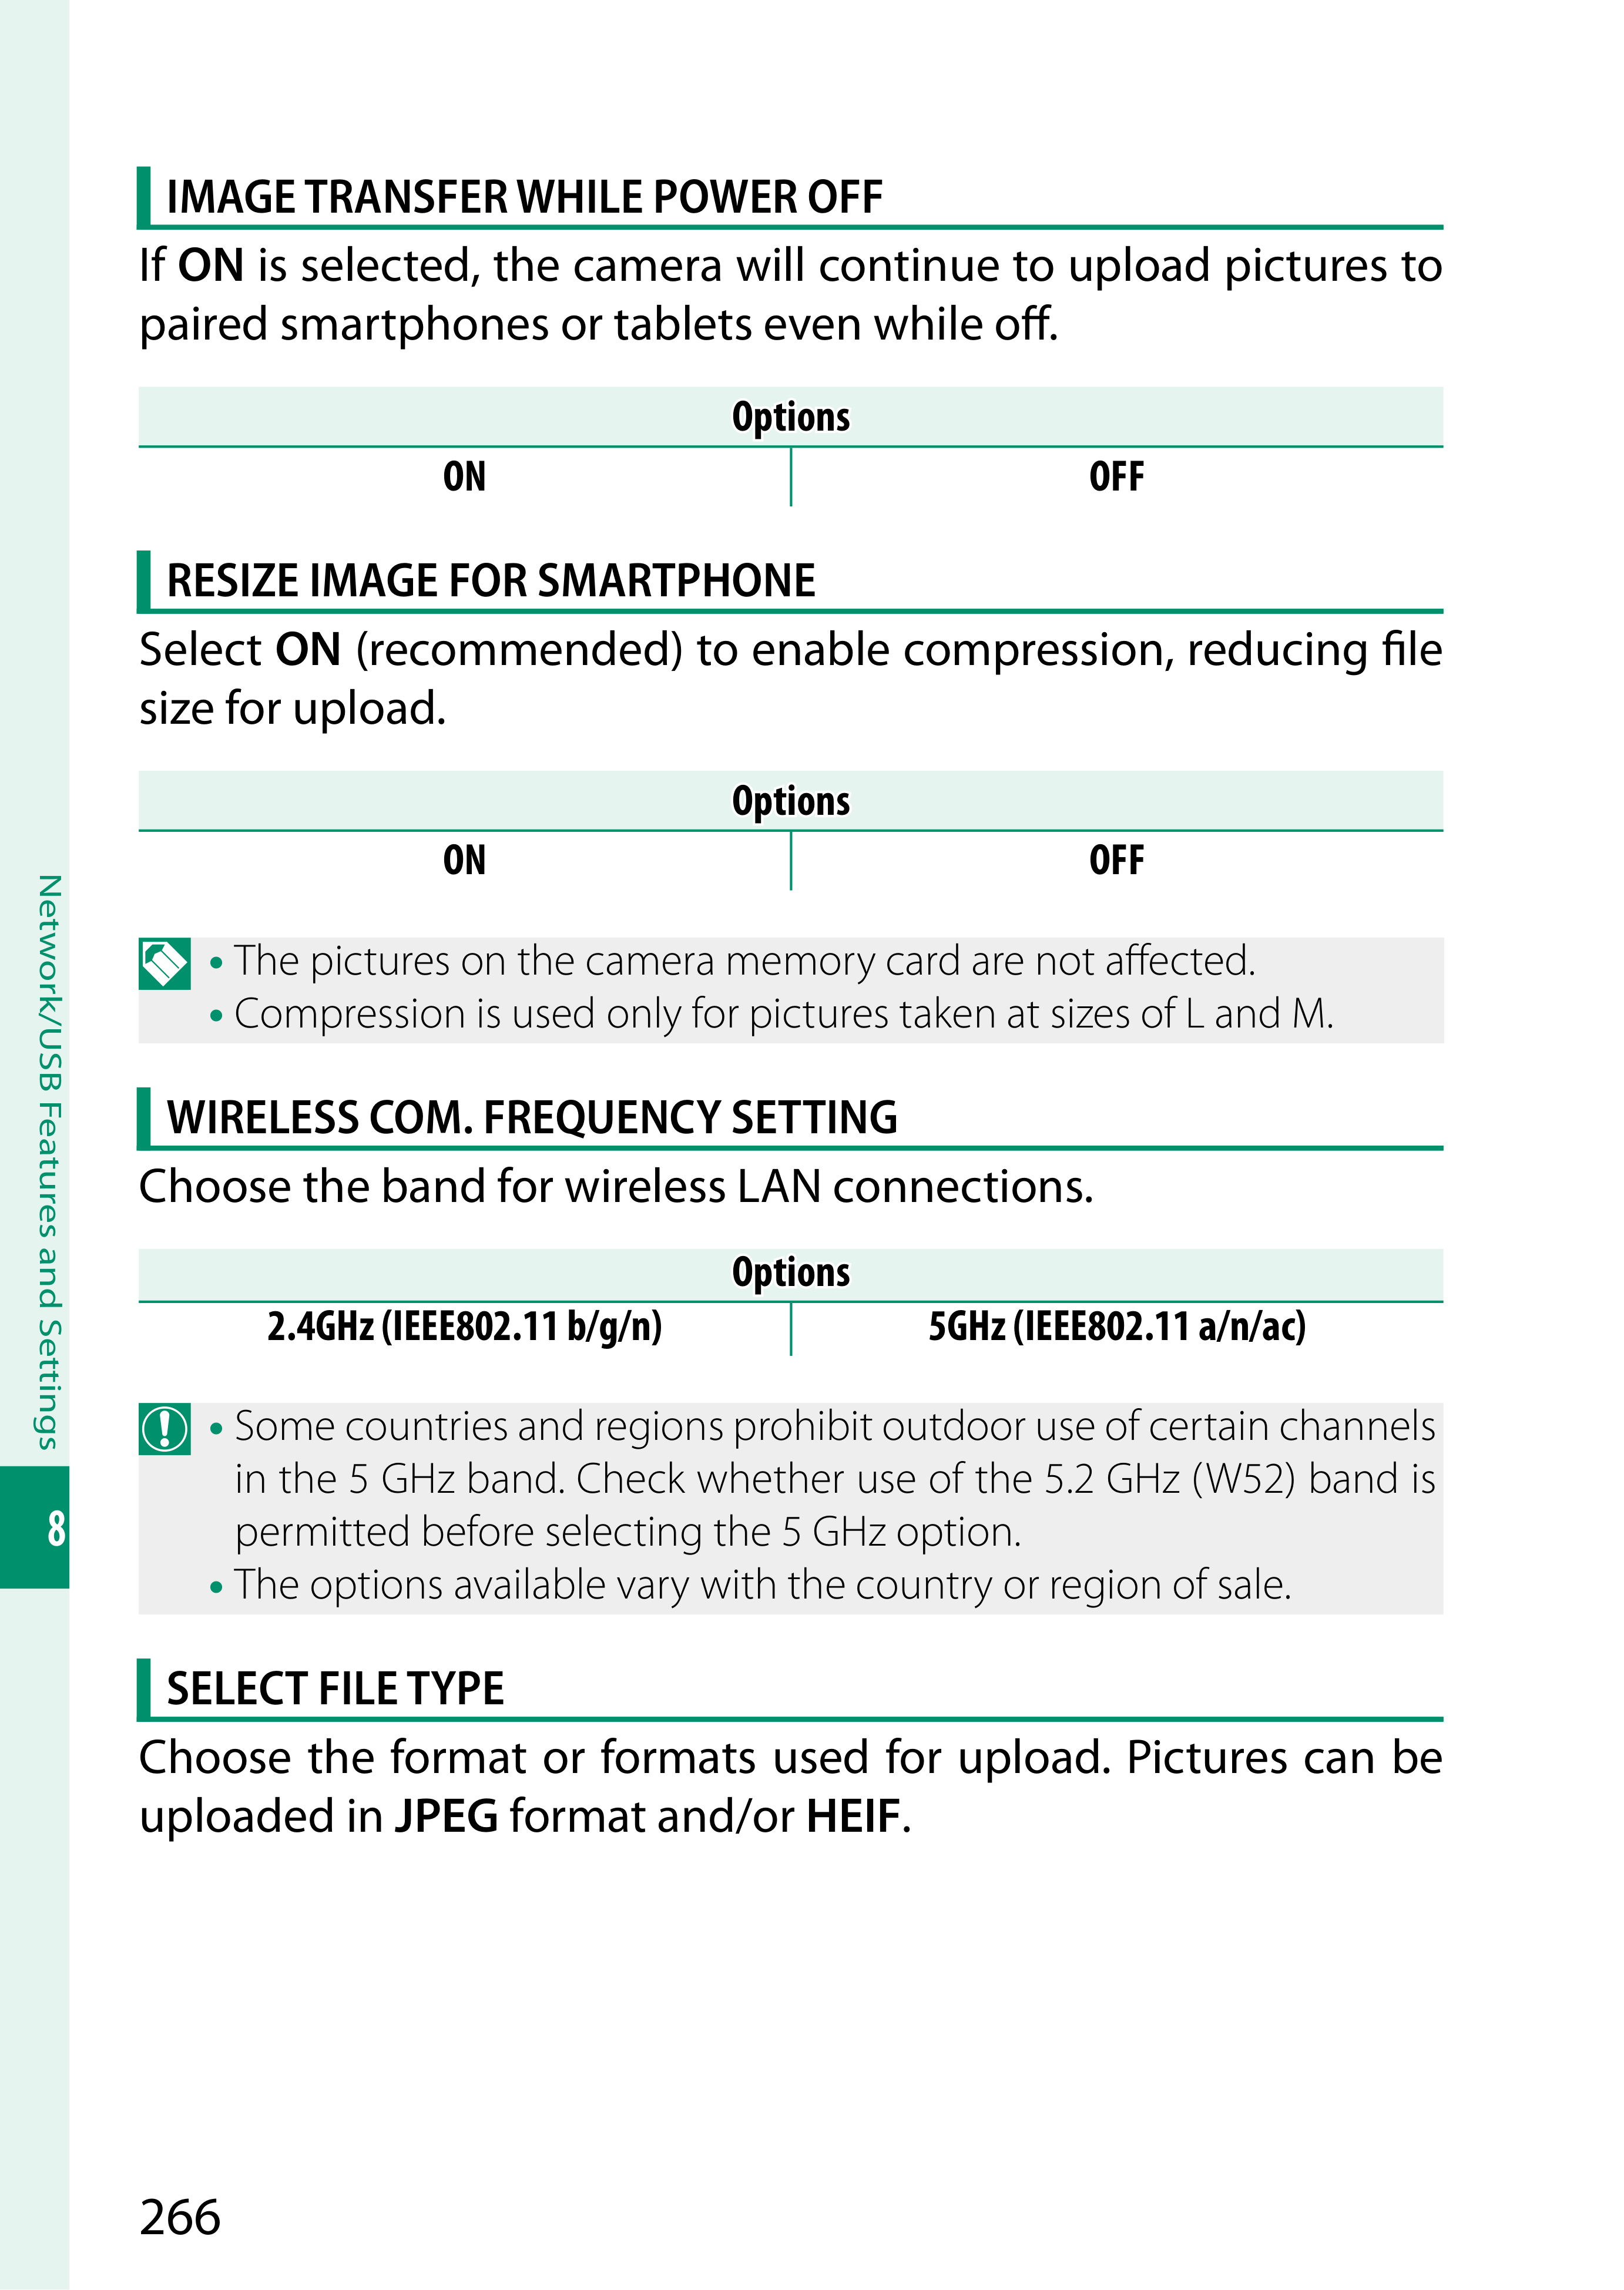 IMAGE TRANSFER WHILE POWER OFF
If ON is selected, the camera will continue to upload pictures to
paired smartphones or tablets even while off.
Options
ON OFF
RESIZE IMAGE FOR SMARTPHONE
Select ON (recommended) to enable compression, reducing file
size for upload.
Options
ON OFF
• The pictures on the camera memory card are not affected.
• Compression is used only for pictures taken at sizes of L and M.
WIRELESS COM. FREQUENCY SETTING
Choose the band for wireless LAN connections.
Options
2.4GHz (IEEE802.11 b/g/n) 5GHz (IEEE802.11 a/n/ac)
• Some countries and regions prohibit outdoor use of certain channels
in the 5 GHz band. Check whether use of the 5.2 GHz (W52) band is
permitted before selecting the 5 GHz option.
• The options available vary with the country or region of sale.
SELECT FILE TYPE
Choose the format or formats used for upload. Pictures can be
uploaded in JPEG format and/or HEIF.
Network/USB Features and Settings
8
266